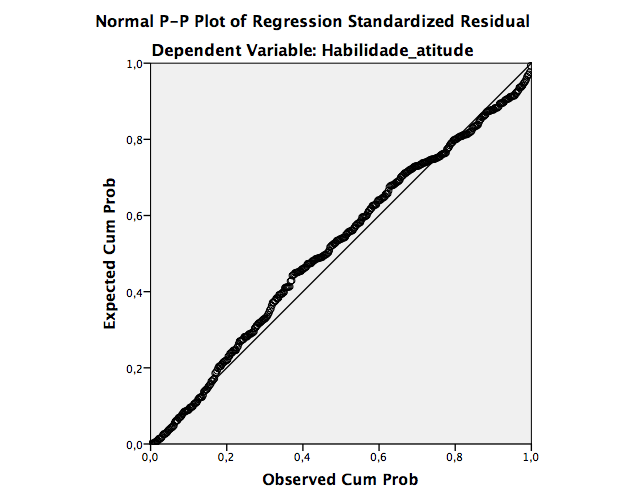 Normal P-P Plot of Regression Standardized Residual
Dependent Variable: Habilidade_atitude
1,0
0,8
0,6
0,4
0,2
0,0
Expected Cum Prob
0,0 0,2 0,4 0,6 0,8 1,0
Observed Cum Prob